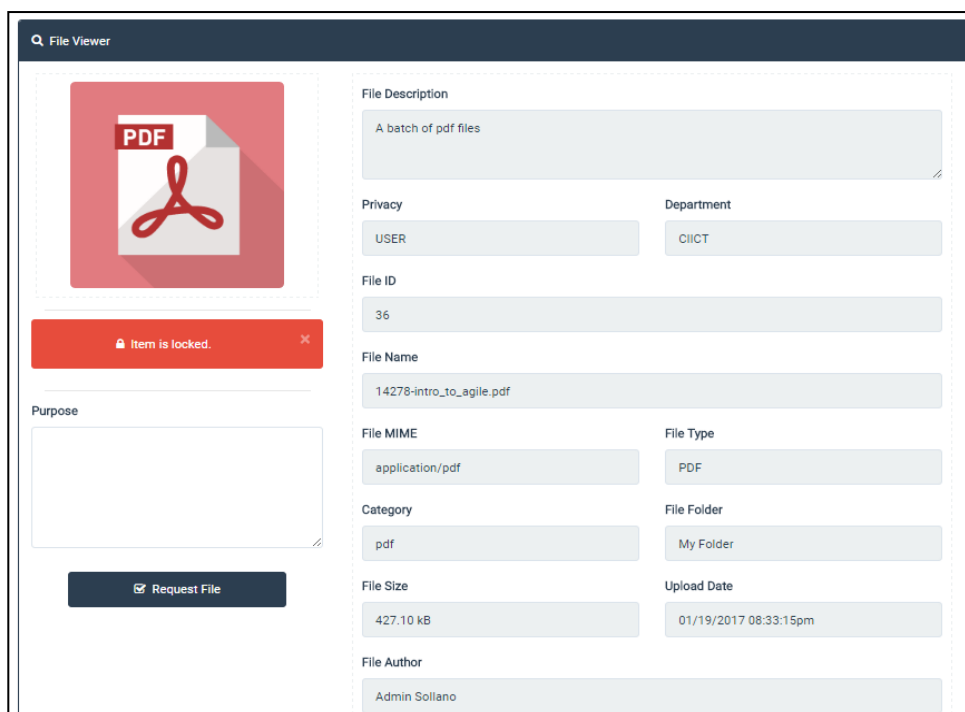 File Viewer
PDF
Item is locked. ×
Purpose
Request File
File Description
A batch of pdf files
Privacy Department
USER CIICT
File ID
36
File Name
14278-intro_to_agile.pdf
File MIME File Type
application/pdf PDF
Category File Folder
pdf My Folder
File Size Upload Date
427.10 kB 01/19/2017 08:33:15pm
File Author
Admin Sollano